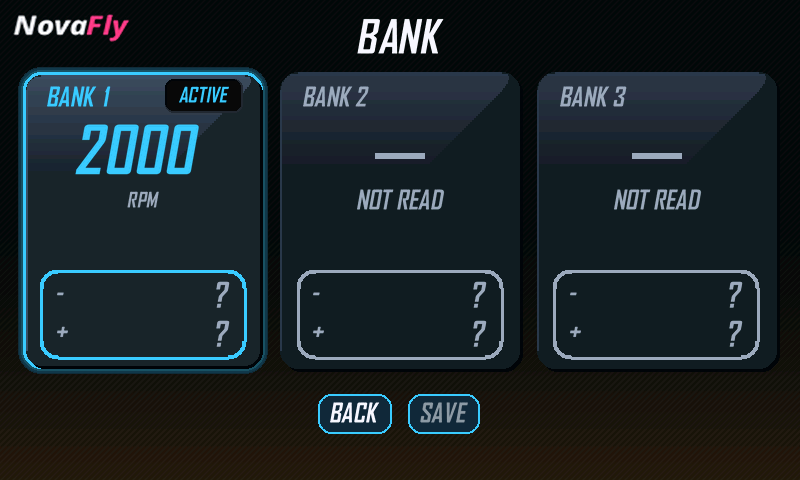 NovaFly
BANK
BANK 1
ACTIVE
2000
RPM
- ?
+ ?
BANK 2
—
NOT READ
- ?
+ ?
BANK 3
—
NOT READ
- ?
+ ?
BACK
SAVE